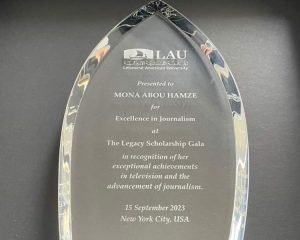 LAU
Lebanese American University
Presented to
MONA ABOU HAMZE
for
Excellence in Journalism
at
The Legacy Scholarship Gala
in recognition of her
exceptional achievements
in television and the
advancement of journalism.
15 September 2023
New York City, USA